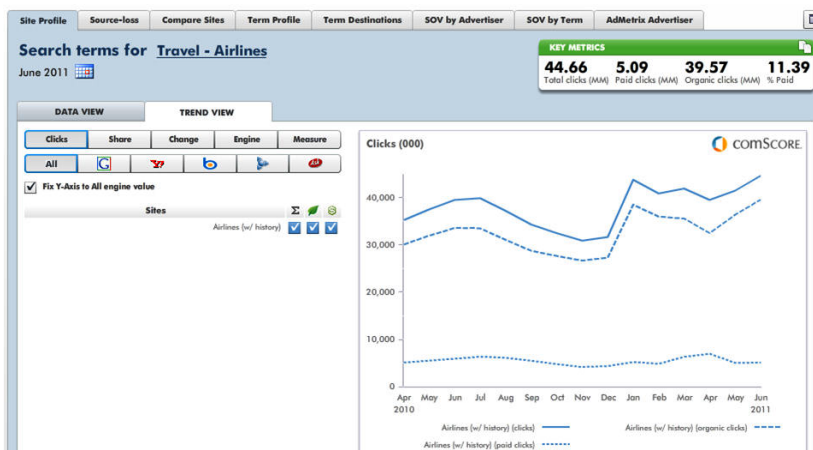 Site Profile
Source-loss
Compare Sites
Term Profile
Term Destinations
SOV by Advertiser
SOV by Term
AdMetrix Advertiser
Search terms for Travel - Airlines
June 2011
KEY METRICS
44.66 5.09 39.57 11.39
Total clicks (MM) Paid clicks (MM) Organic clicks (MM) % Paid
DATA VIEW
TREND VIEW
Clicks Share Change Engine Measure
All
Fix Y-Axis to All engine value
Sites Σ
Airlines (w/ history)
Clicks (000)
comScore
40,000
30,000
20,000
10,000
0
Apr May Jun Jul Aug Sep Oct Nov Dec Jan Feb Mar Apr May Jun
2010 2011
Airlines (w/ history) (clicks)
Airlines (w/ history) (organic clicks)
Airlines (w/ history) (paid clicks)